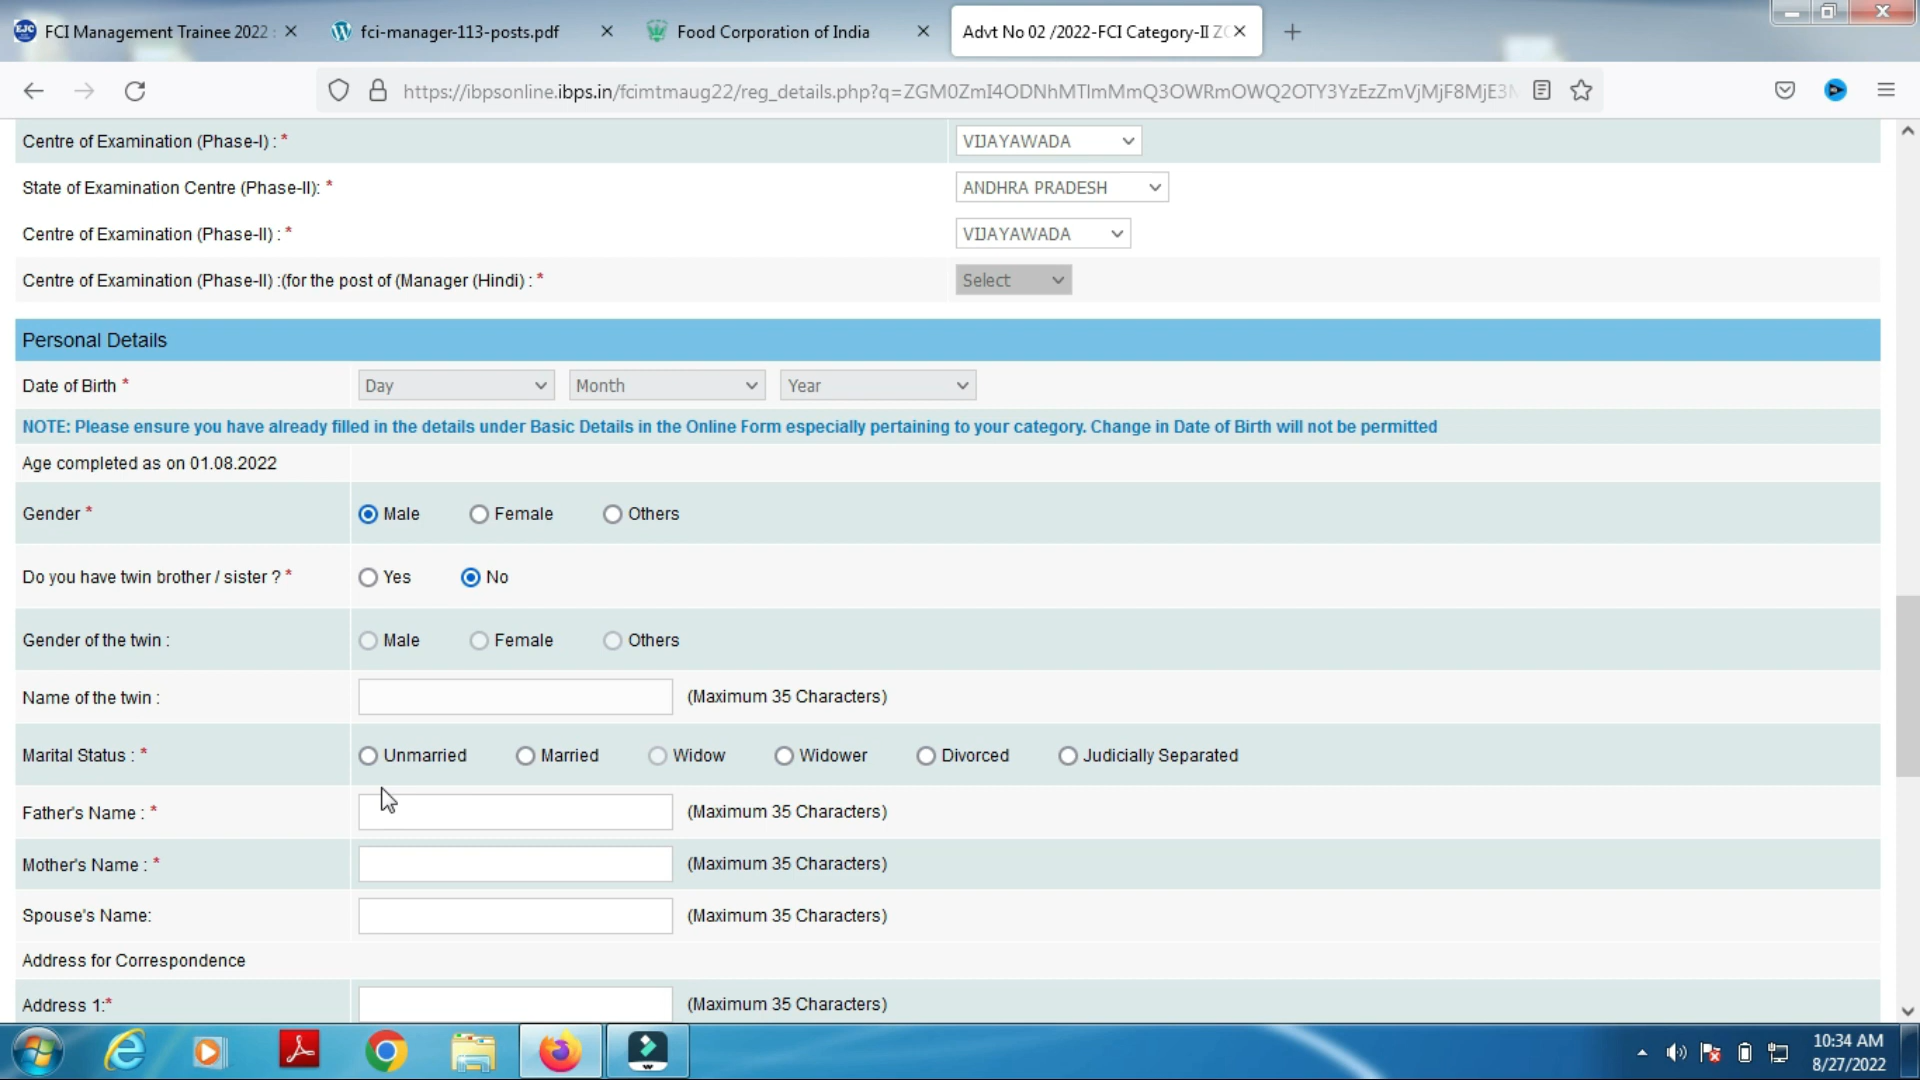 FCI Management Trainee 2022 :
fci-manager-113-posts.pdf
Food Corporation of India
Advt No 02 /2022-FCI Category-II ZO
https://ibpsonline.ibps.in/fcimtmaug22/reg_details.php?q=
Centre of Examination (Phase-I) : *
VIJAYAWADA
State of Examination Centre (Phase-II): *
ANDHRA PRADESH
Centre of Examination (Phase-II) : *
VIJAYAWADA
Centre of Examination (Phase-II) :(for the post of (Manager (Hindi) : *
Select
Personal Details
Date of Birth *
Day
Month
Year
NOTE: Please ensure you have already filled in the details under Basic Details in the Online Form especially pertaining to your category. Change in Date of Birth will not be permitted
Age completed as on 01.08.2022
Gender *
Male
Female
Others
Do you have twin brother / sister ? *
Yes
No
Gender of the twin :
Male
Female
Others
Name of the twin :
(Maximum 35 Characters)
Marital Status : *
Unmarried
Married
Widow
Widower
Divorced
Judicially Separated
Father's Name : *
(Maximum 35 Characters)
Mother's Name : *
(Maximum 35 Characters)
Spouse's Name:
(Maximum 35 Characters)
Address for Correspondence
Address 1:*
(Maximum 35 Characters)
10:34 AM
8/27/2022